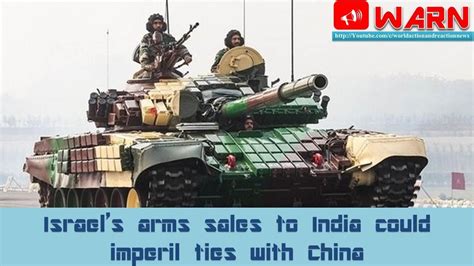 WARN
http://Youtube.com/c/worldactionandreactionnews
Israel's arms sales to India could
imperil ties with China